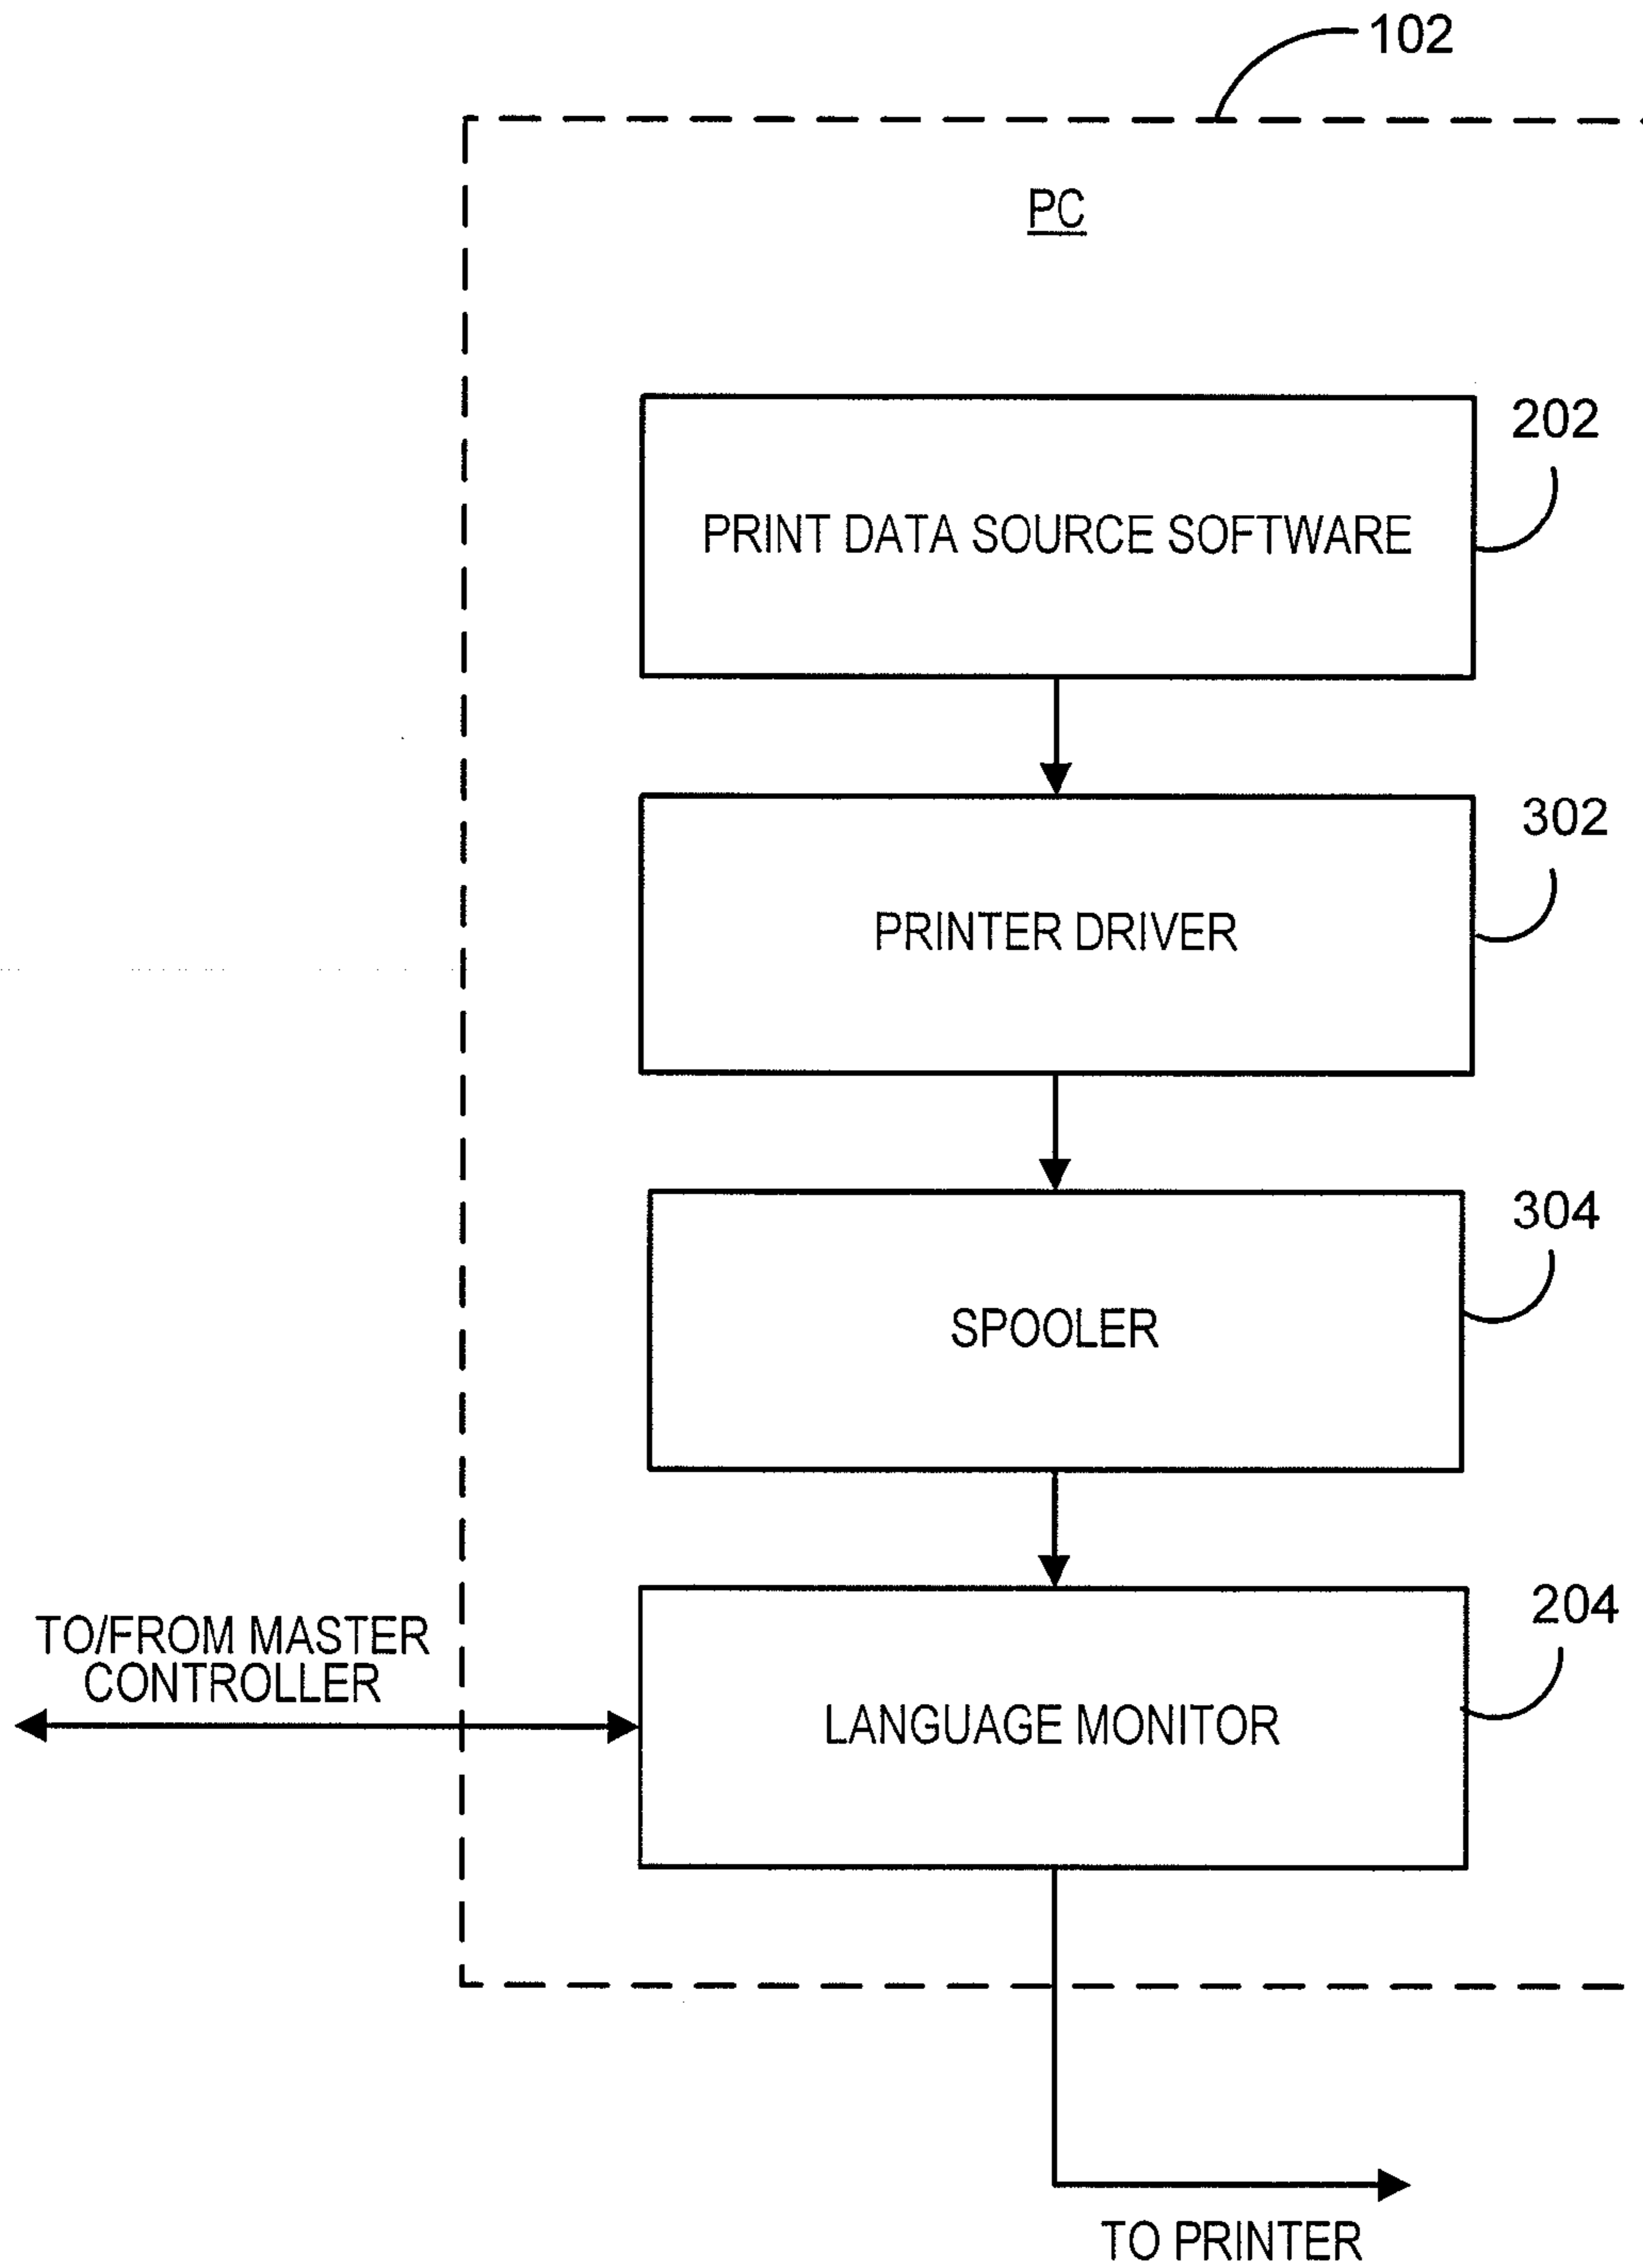 102
PC
202
PRINT DATA SOURCE SOFTWARE
302
PRINTER DRIVER
304
SPOOLER
204
TO/FROM MASTER
CONTROLLER
LANGUAGE MONITOR
TO PRINTER